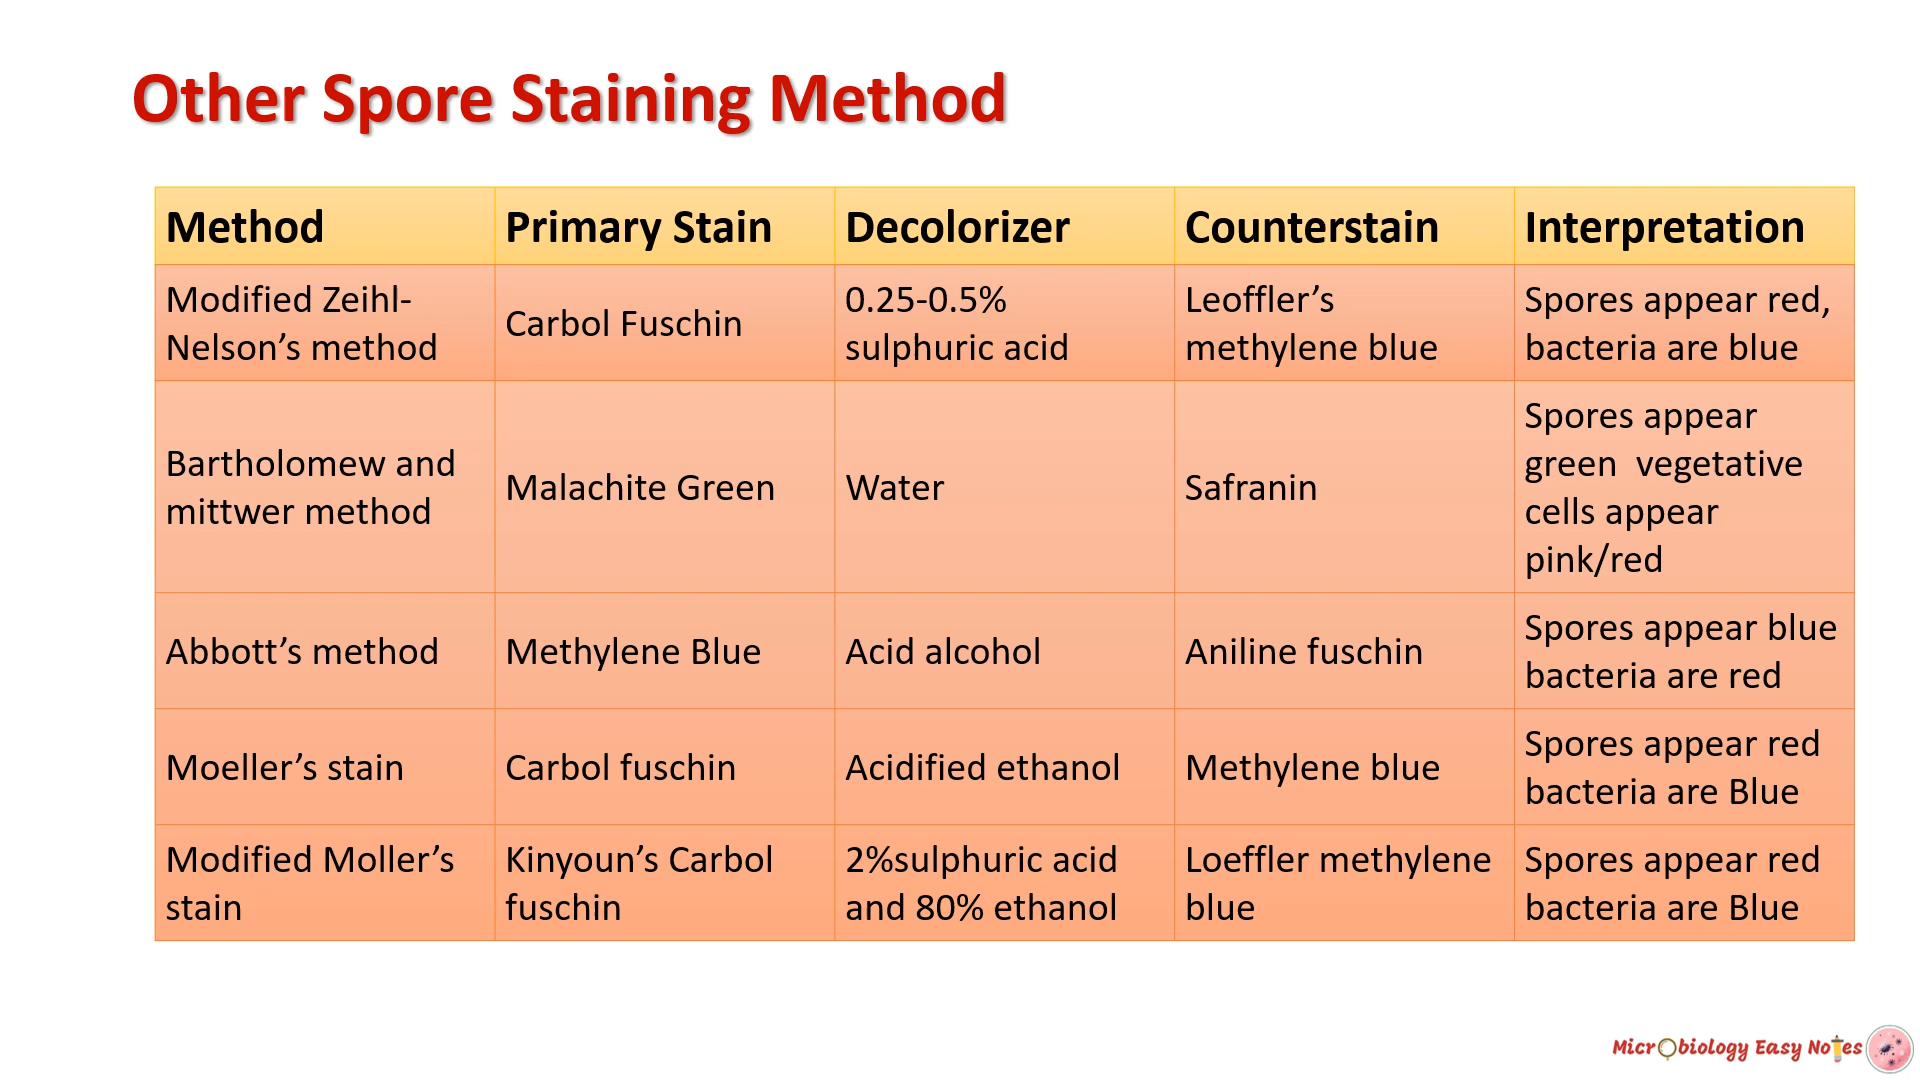 Other Spore Staining Method
Method Primary Stain Decolorizer Counterstain Interpretation
Modified Zeihl-
Nelson’s method
Carbol Fuschin
0.25-0.5%
sulphuric acid
Leoffler’s
methylene blue
Spores appear red,
bacteria are blue
Bartholomew and
mittwer method
Malachite Green
Water
Safranin
Spores appear
green  vegetative
cells appear
pink/red
Abbott’s method
Methylene Blue
Acid alcohol
Aniline fuschin
Spores appear blue
bacteria are red
Moeller’s stain
Carbol fuschin
Acidified ethanol
Methylene blue
Spores appear red
bacteria are Blue
Modified Moller’s
stain
Kinyoun’s Carbol
fuschin
2%sulphuric acid
and 80% ethanol
Loeffler methylene
blue
Spores appear red
bacteria are Blue
Microbiology Easy Notes